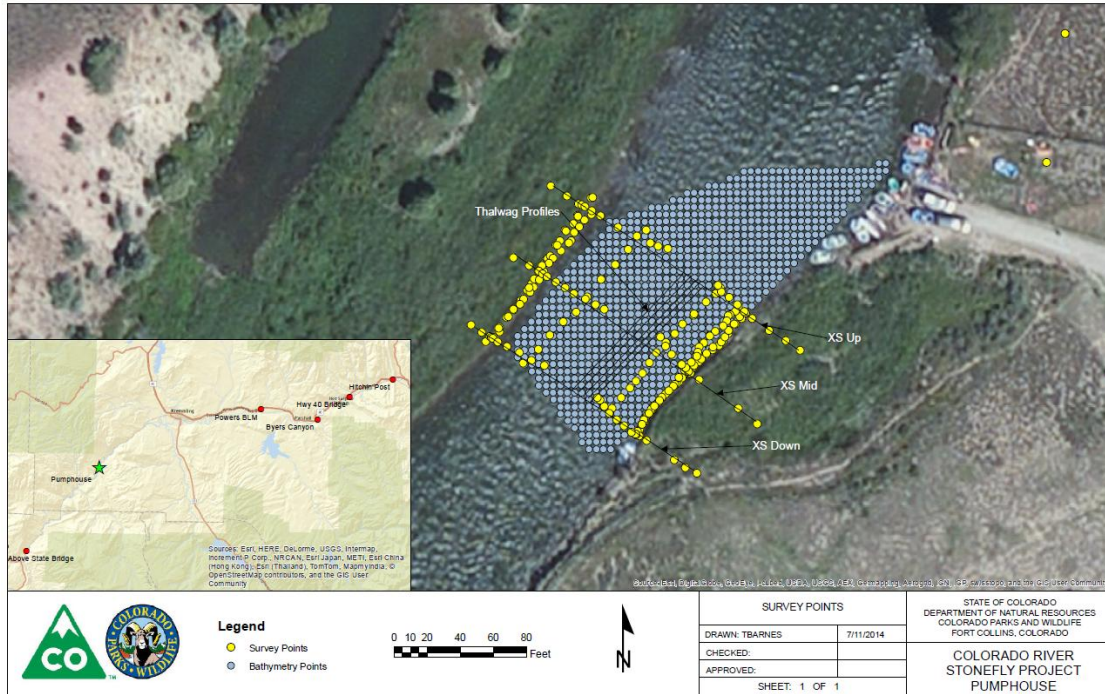 Thalwag Profiles
XS Up
XS Mid
XS Down
Hitchin Post
Hwy 40 Bridge
Powers BLM
Byers Canyon
Pumphouse
Above State Bridge
Sources: Esri, HERE, DeLorme, USGS, Intermap,
increment P Corp., NRCAN, Esri Japan, METI, Esri China
(Hong Kong), Esri (Thailand), TomTom, MapmyIndia, ©
OpenStreetMap contributors, and the GIS User
Community
and the GIS User Community
CO
TM
COLORADO
PARKS
WILDLIFE
Legend
Survey Points
Bathymetry Points
0 10 20 40 60 80
Feet
N
SURVEY POINTS
DRAWN: TBARNES 7/11/2014
CHECKED:
APPROVED:
SHEET: 1 OF 1
STATE OF COLORADO
DEPARTMENT OF NATURAL RESOURCES
COLORADO PARKS AND WILDLIFE
FORT COLLINS, COLORADO
COLORADO RIVER
STONEFLY PROJECT
PUMPHOUSE